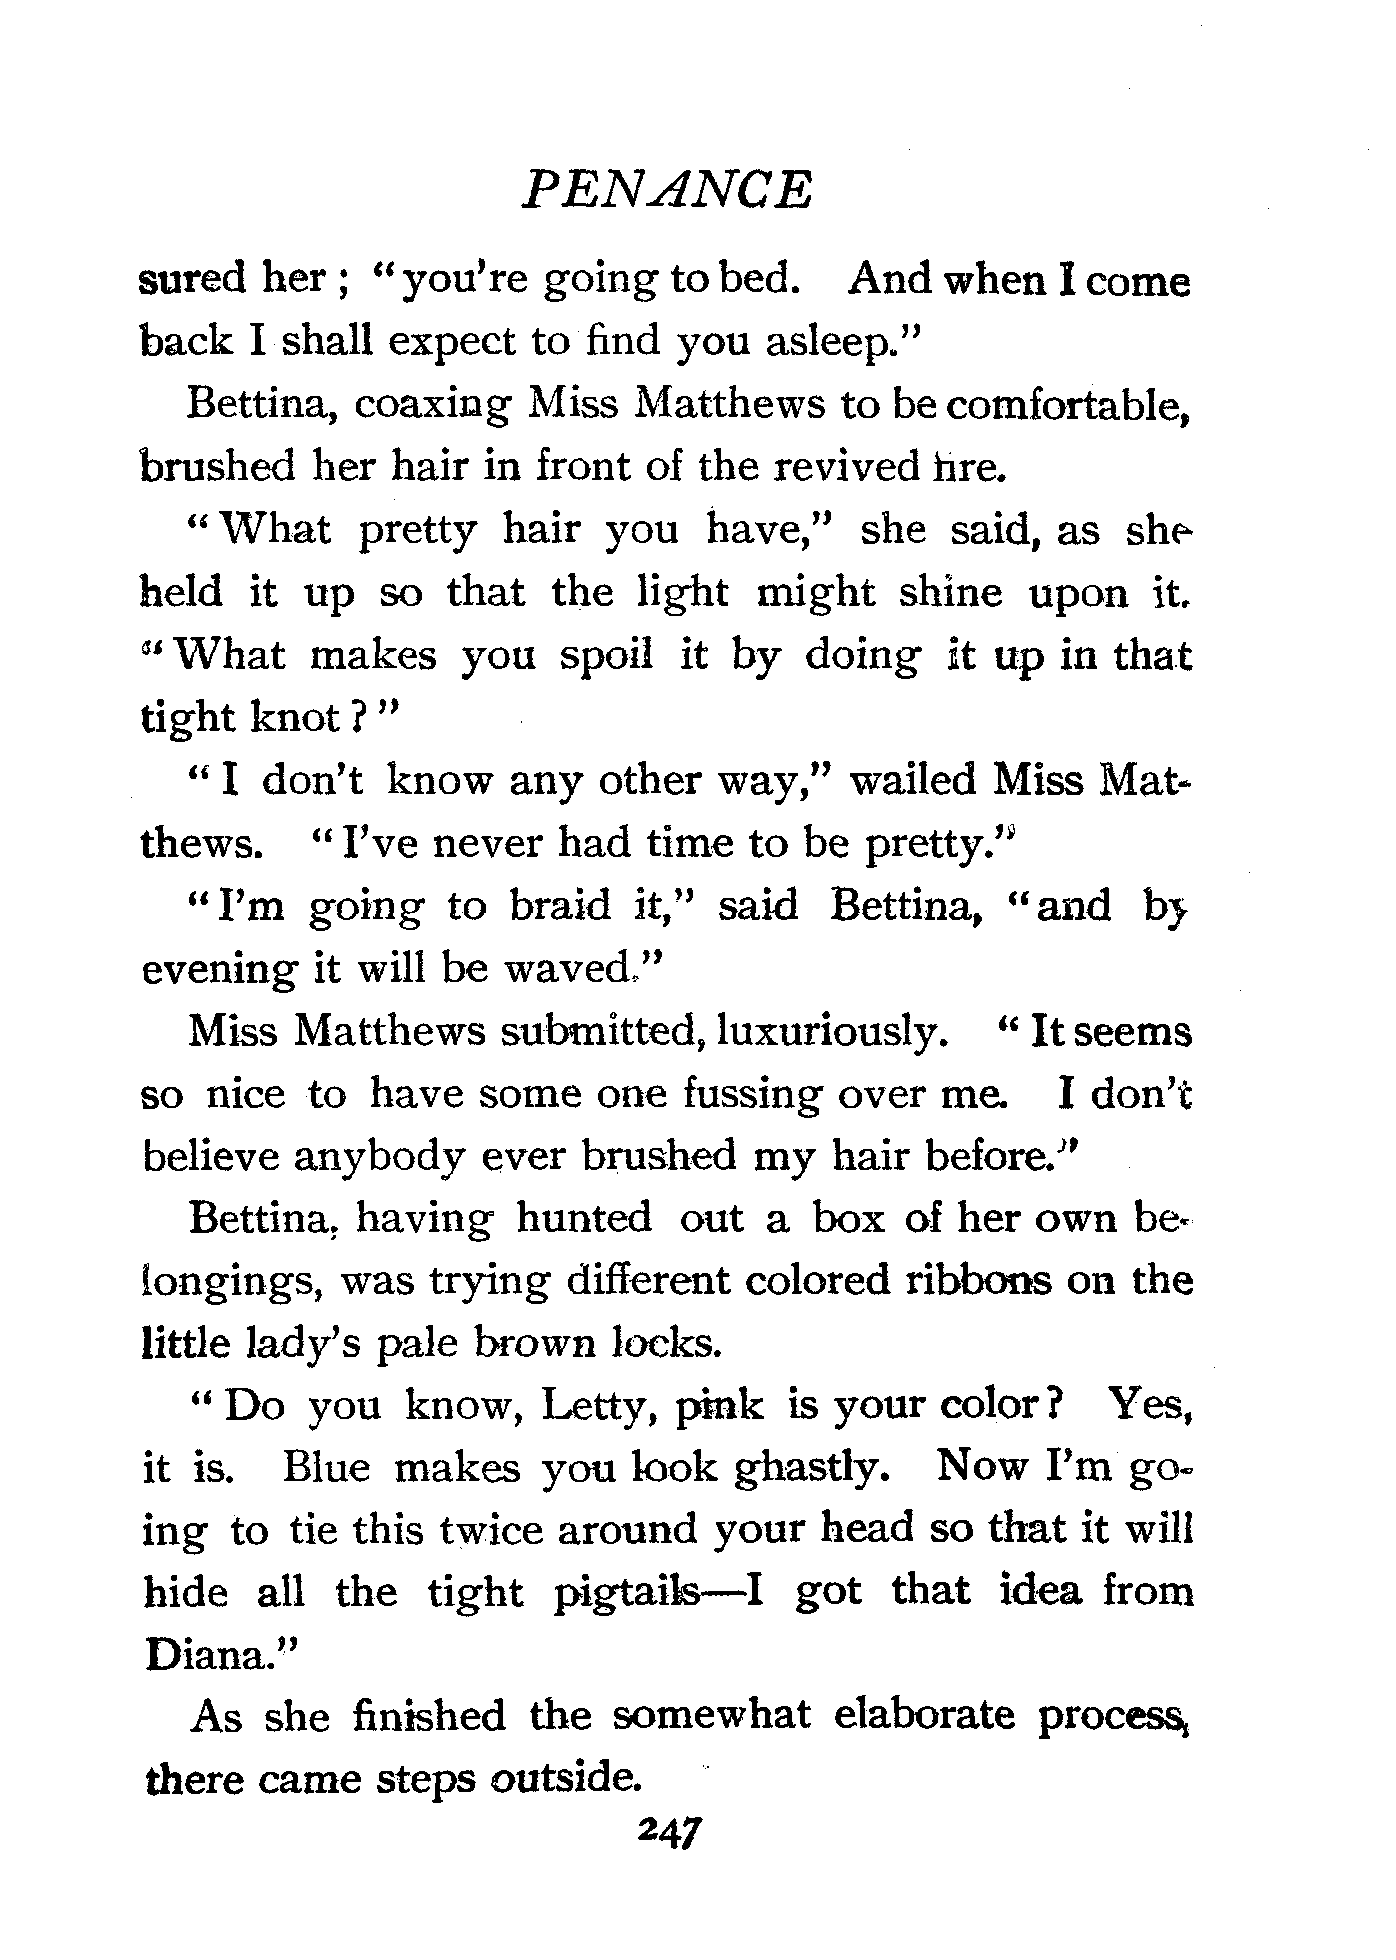 PENANCE
sured her ; "you're going to bed. And when I come
back I shall expect to find you asleep."
Bettina, coaxing Miss Matthews to be comfortable,
brushed her hair in front of the revived fire.
"What pretty hair you have," she said, as she
held it up so that the light might shine upon it.
"What makes you spoil it by doing it up in that
tight knot ? "
"I don't know any other way," wailed Miss Mat-
thews. "I've never had time to be pretty."
"I'm going to braid it," said Bettina, "and by
evening it will be waved."
Miss Matthews submitted, luxuriously. "It seems
so nice to have some one fussing over me. I don't
believe anybody ever brushed my hair before."
Bettina, having hunted out a box of her own be-
longings, was trying different colored ribbons on the
little lady's pale brown locks.
"Do you know, Letty, pink is your color? Yes,
it is. Blue makes you look ghastly. Now I'm go-
ing to tie this twice around your head so that it will
hide all the tight pigtails—I got that idea from
Diana."
As she finished the somewhat elaborate process,
there came steps outside.
247